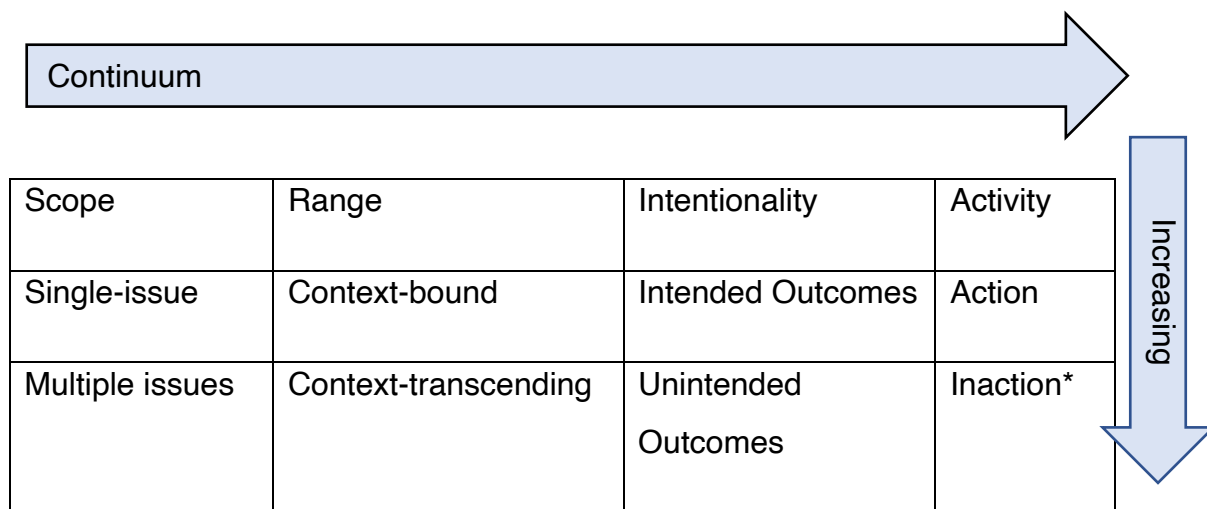 Continuum
Scope Range Intentionality Activity
Single-issue Context-bound Intended Outcomes Action
Multiple issues Context-transcending Unintended Inaction*
Outcomes
Increasing